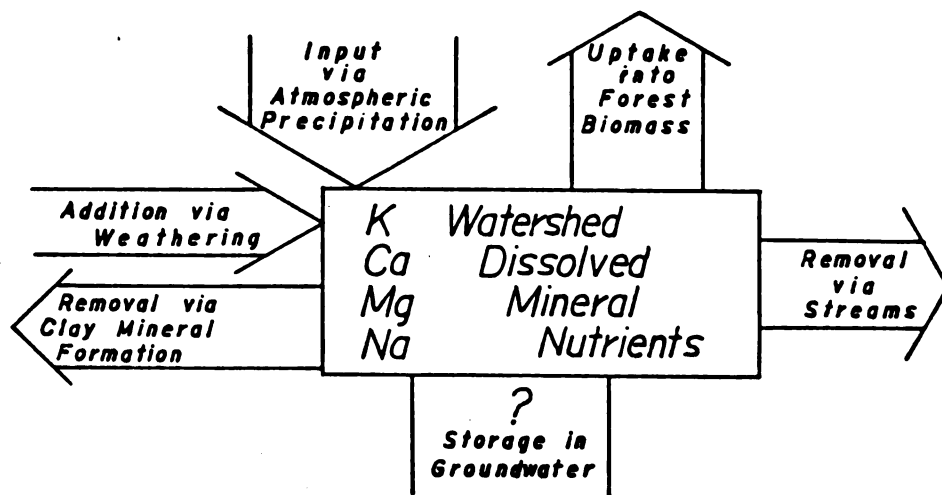 Input
via
Atmospheric
Precipitation
Uptake
into
Forest
Biomass
Addition via
Weathering
Removal via
Clay Mineral
Formation
K Watershed
Ca Dissolved
Mg Mineral
Na Nutrients
Removal
via
Streams
?
Storage in
Groundwater